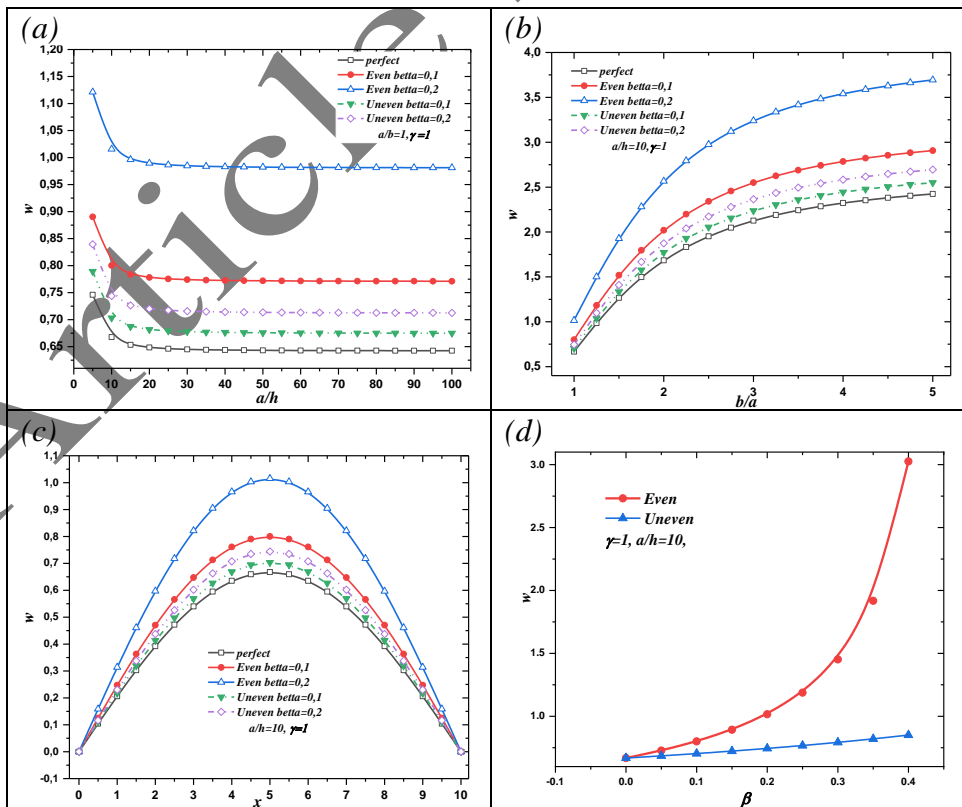 (a)
1,20
1,15
1,10
1,05
1,00
0,95
0,90
0,85
0,80
0,75
0,70
0,65
w
perfect
Even betta=0,1
Even betta=0,2
Uneven betta=0,1
Uneven betta=0,2
a/b=1,γ=1
0 10 20 30 40 50 60 70 80 90 100
a/h
(b)
4,0
3,5
3,0
2,5
2,0
1,5
1,0
0,5
w
perfect
Even betta=0,1
Even betta=0,2
Uneven betta=0,1
Uneven betta=0,2
a/h=10,γ=1
1 2 3 4 5
b/a
(c)
1,1
1,0
0,9
0,8
0,7
0,6
0,5
0,4
0,3
0,2
0,1
0,0
-0,1
w
perfect
Even betta=0,1
Even betta=0,2
Uneven betta=0,1
Uneven betta=0,2
a/h=10, γ=1
0 1 2 3 4 5 6 7 8 9 10
x
(d)
3.0
2.5
2.0
1.5
1.0
w
Even
Uneven
γ=1, a/h=10,
-0.1 0.0 0.1 0.2 0.3 0.4
β
Article